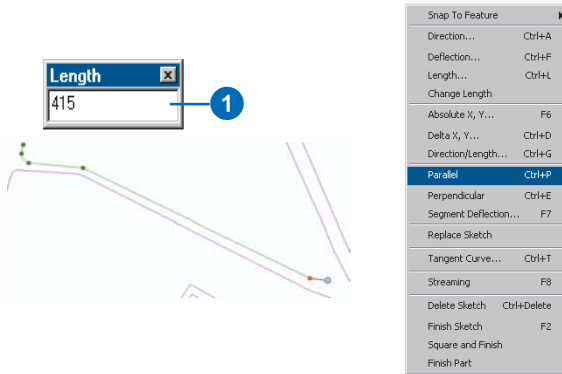 Length
415
1
Snap To Feature
Direction... Ctrl+A
Deflection... Ctrl+F
Length... Ctrl+L
Change Length
Absolute X, Y... F6
Delta X, Y... Ctrl+D
Direction/Length... Ctrl+G
Parallel Ctrl+P
Perpendicular Ctrl+E
Segment Deflection... F7
Replace Sketch
Tangent Curve... Ctrl+T
Streaming F8
Delete Sketch Ctrl+Delete
Finish Sketch F2
Square and Finish
Finish Part